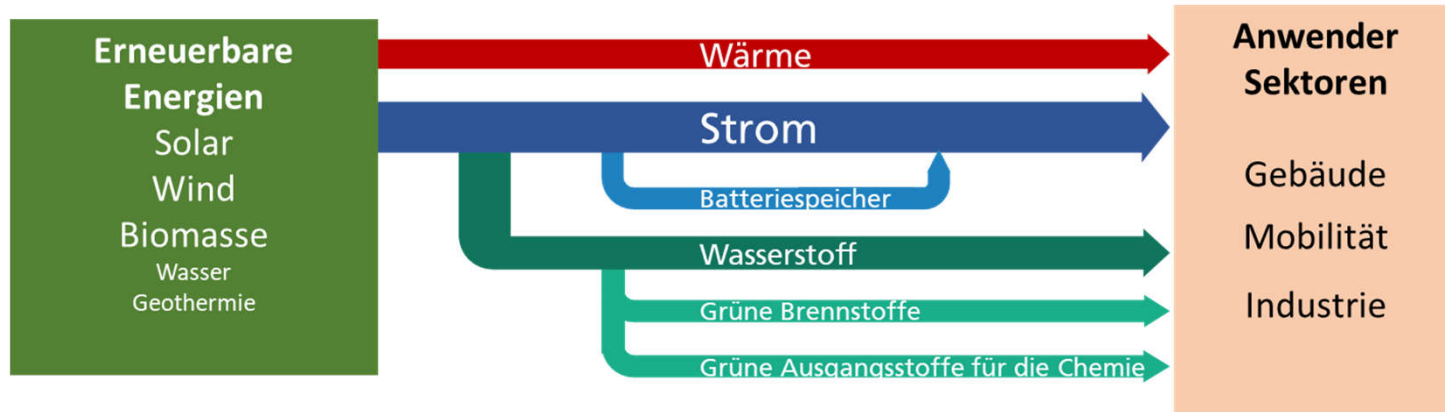 Erneuerbare
Energien
Solar
Wind
Biomasse
Wasser
Geothermie
Wärme
Strom
Batteriespeicher
Wasserstoff
Grüne Brennstoffe
Grüne Ausgangsstoffe für die Chemie
Anwender
Sektoren
Gebäude
Mobilität
Industrie